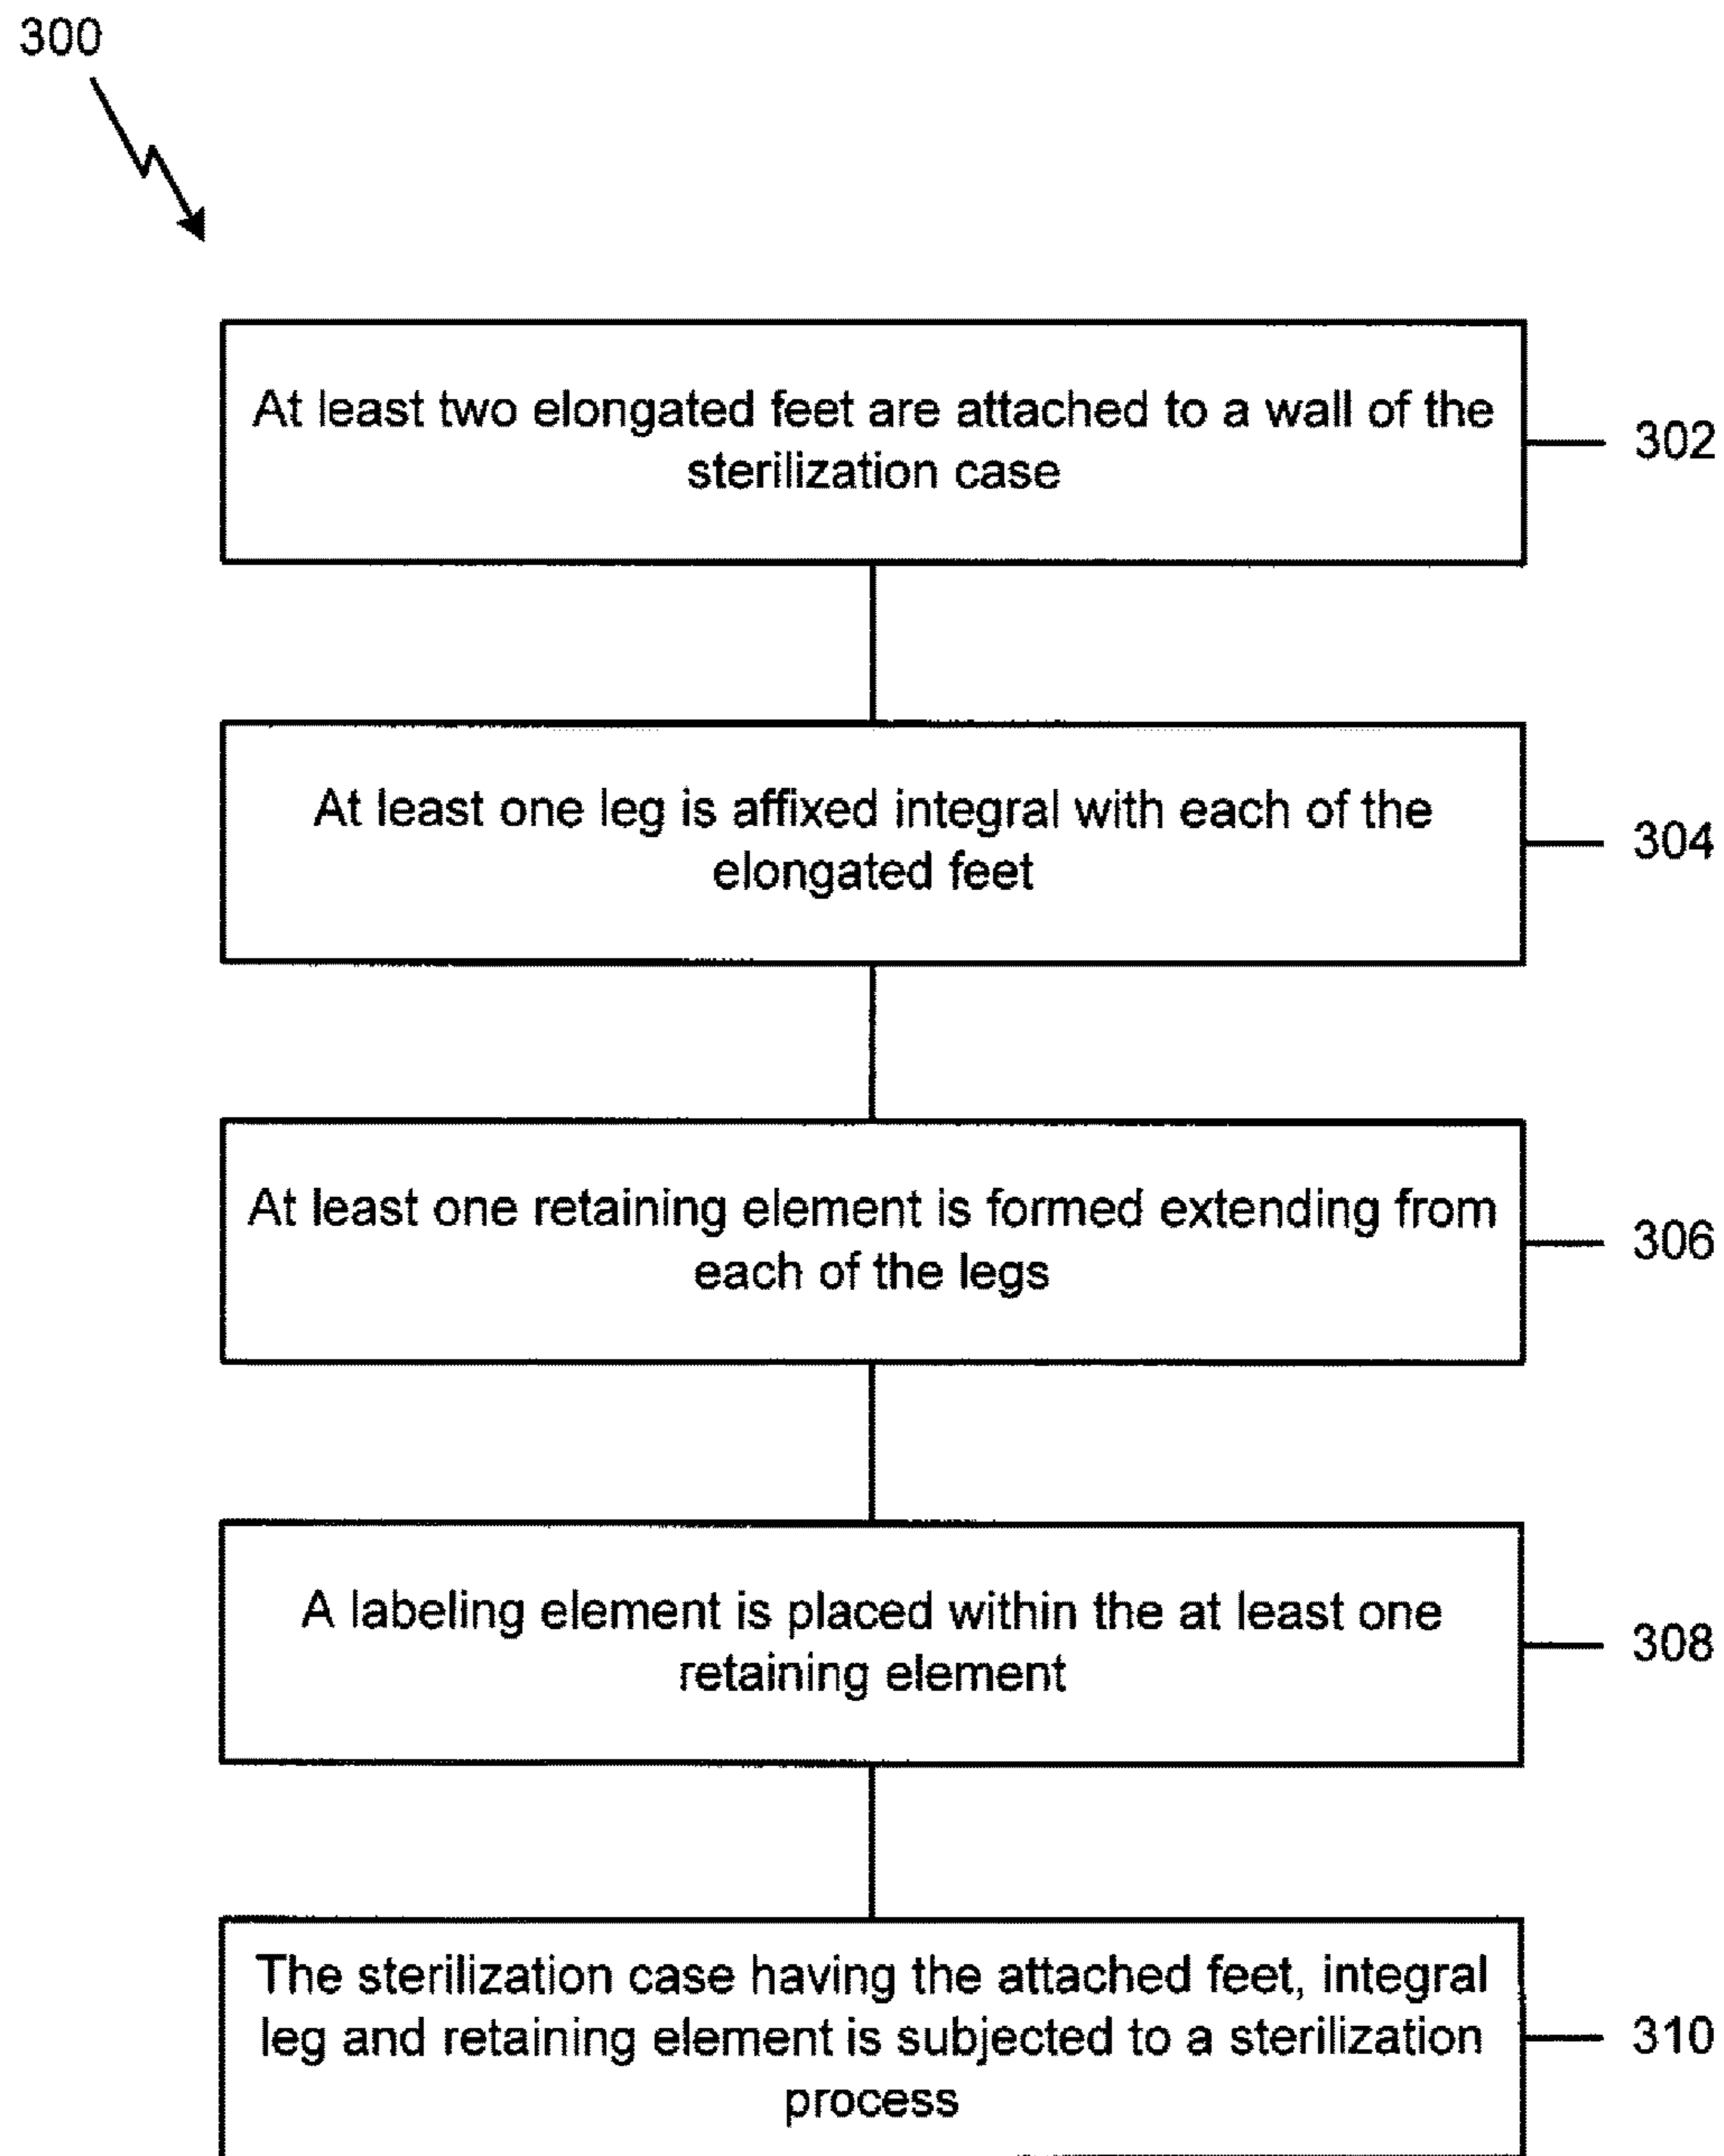 300
At least two elongated feet are attached to a wall of the
sterilization case
302
At least one leg is affixed integral with each of the
elongated feet
304
At least one retaining element is formed extending from
each of the legs
306
A labeling element is placed within the at least one
retaining element
308
The sterilization case having the attached feet, integral
leg and retaining element is subjected to a sterilization
process
310